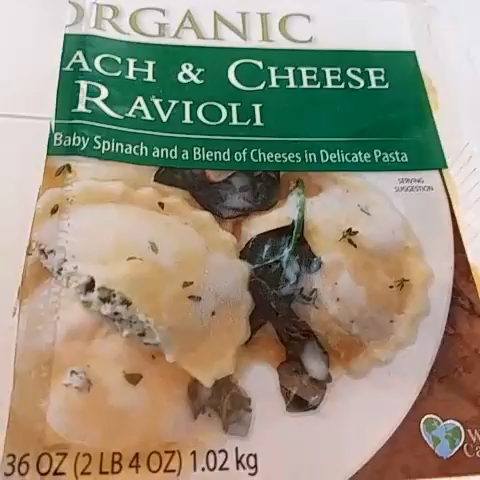 ORGANIC
ACH & CHEESE
RAVIOLI
Baby Spinach and a Blend of Cheeses in Delicate Pasta
SERVING
SUGGESTION
36 OZ (2 LB 4 OZ) 1.02 kg